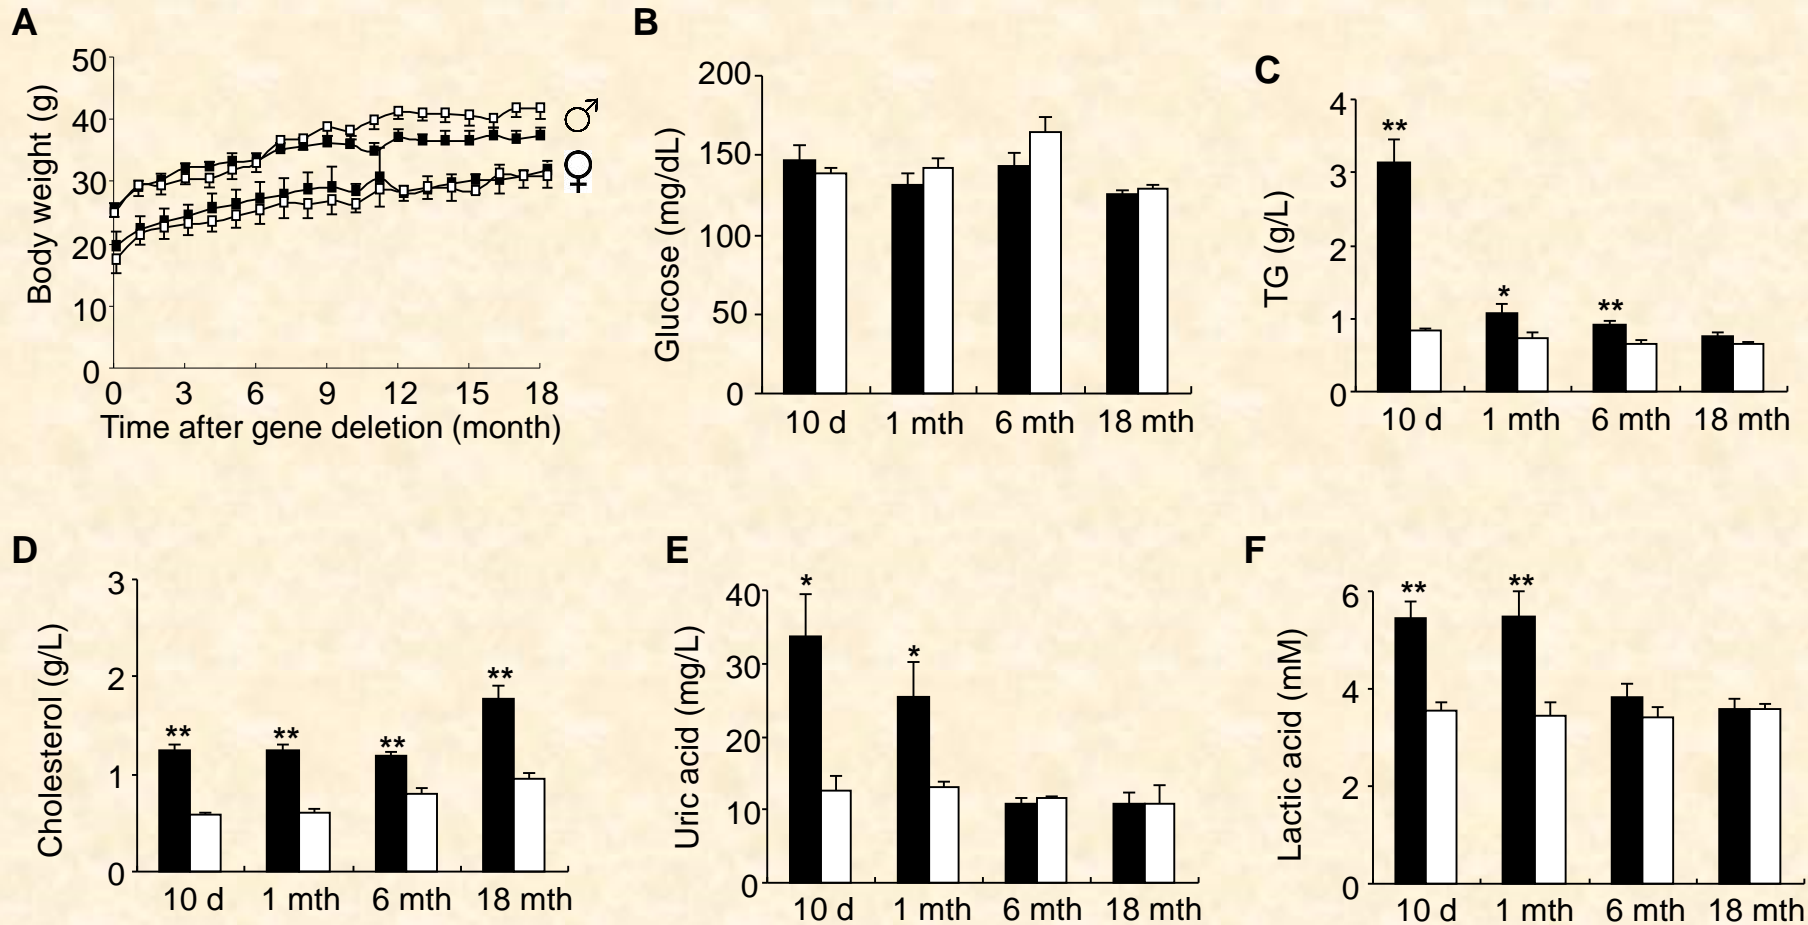 A
50
40
30
20
10
0
Body weight (g)
♂
♀
0 3 6 9 12 15 18
Time after gene deletion (month)
B
200
150
100
50
0
Glucose (mg/dL)
10 d 1 mth 6 mth 18 mth
C
4
3
2
1
0
TG (g/L)
**
*
**
10 d 1 mth 6 mth 18 mth
D
3
2
1
0
Cholesterol (g/L)
**
**
**
**
10 d 1 mth 6 mth 18 mth
E
40
30
20
10
0
Uric acid (mg/L)
*
*
10 d 1 mth 6 mth 18 mth
F
6
4
2
0
Lactic acid (mM)
**
**
10 d 1 mth 6 mth 18 mth